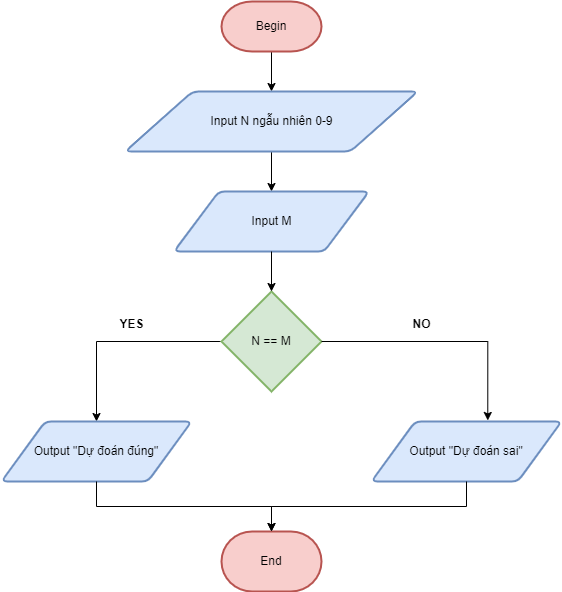 Begin
Input N ngẫu nhiên 0-9
Input M
YES
NO
N == M
Output "Dự đoán đúng"
Output "Dự đoán sai"
End